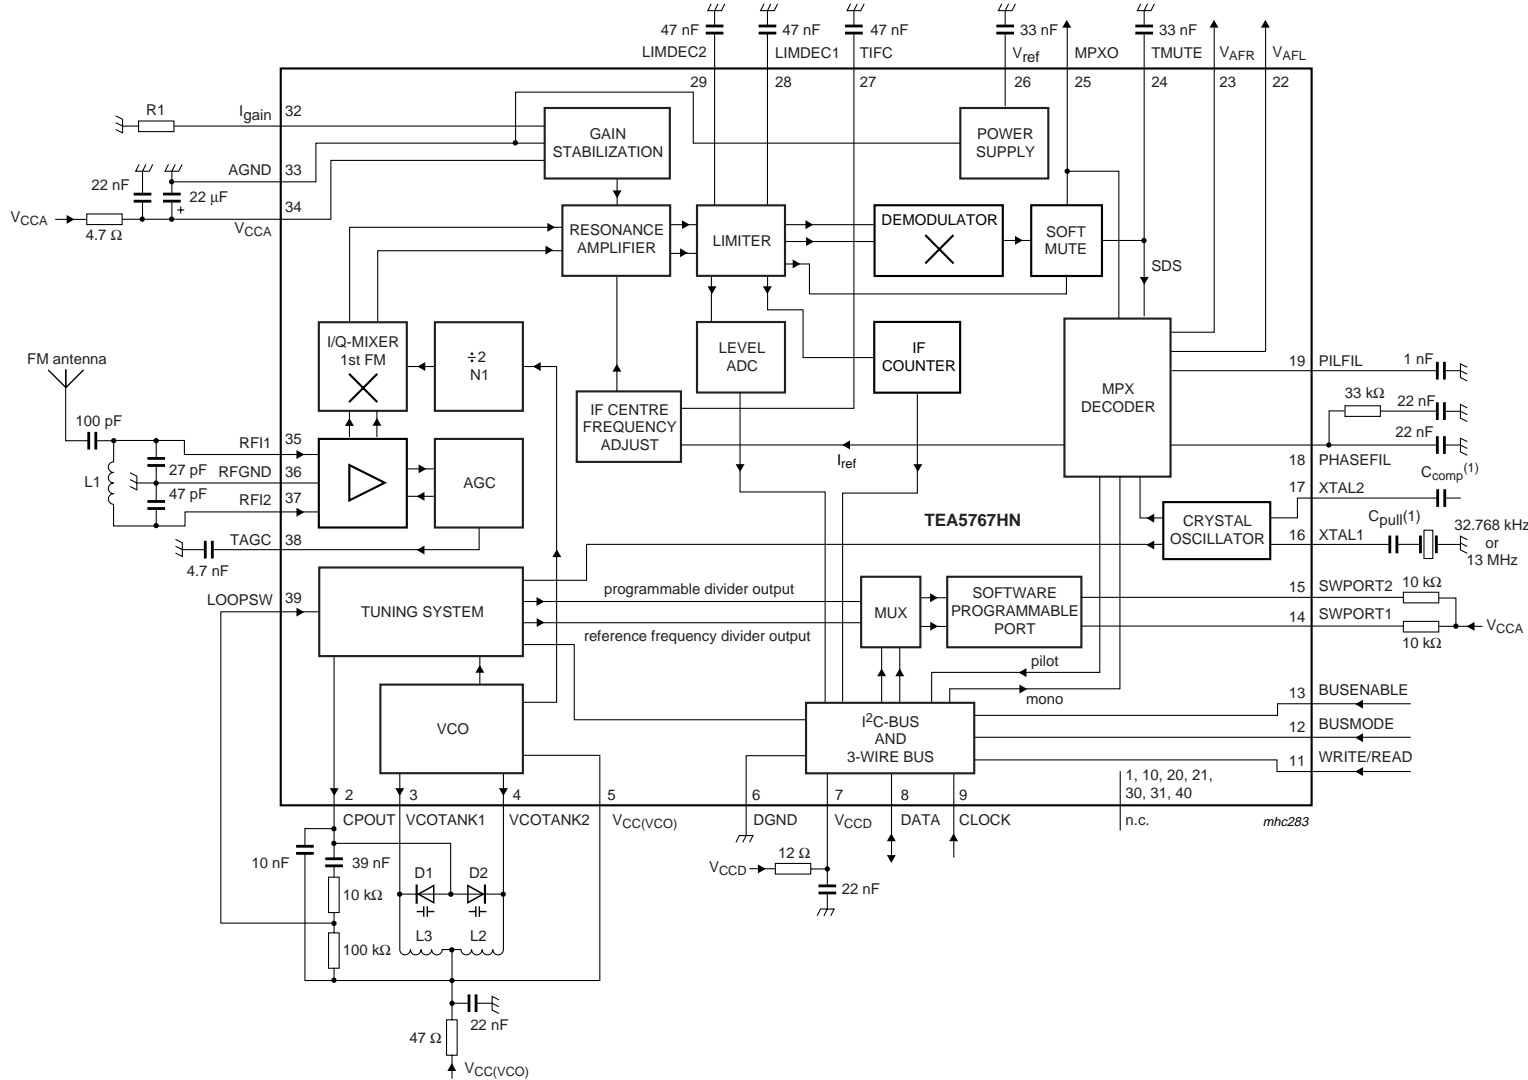 47 nF
47 nF
47 nF
33 nF
33 nF
LIMDEC2
LIMDEC1
TIFC
Vref
MPXO
TMUTE
VAFR
VAFL
29
28
27
26
25
24
23
22
R1
Igain
32
GAIN
STABILIZATION
POWER
SUPPLY
AGND
33
22 nF
22 μF
+
34
VCCA
4.7 Ω
VCCA
RESONANCE
AMPLIFIER
LIMITER
DEMODULATOR
SOFT
MUTE
SDS
FM antenna
I/Q-MIXER
1st FM
÷2
N1
LEVEL
ADC
IF
COUNTER
MPX
DECODER
19
PILFIL
1 nF
33 kΩ
22 nF
22 nF
18
PHASEFIL
IF CENTRE
FREQUENCY
ADJUST
Iref
100 pF
RFI1
35
27 pF
RFGND
36
L1
47 pF
RFI2
37
AGC
TAGC
38
4.7 nF
Ccomp(1)
17
XTAL2
TEA5767HN
CRYSTAL
OSCILLATOR
Cpull(1)
16
XTAL1
32.768 kHz
or
13 MHz
LOOPSW
39
TUNING SYSTEM
programmable divider output
reference frequency divider output
MUX
SOFTWARE
PROGRAMMABLE
PORT
15
SWPORT2
10 kΩ
14
SWPORT1
10 kΩ
VCCA
pilot
mono
VCO
I2C-BUS
AND
3-WIRE BUS
13
BUSENABLE
12
BUSMODE
11
WRITE/READ
1, 10, 20, 21,
30, 31, 40
n.c.
mhc283
2
3
4
5
6
7
8
9
CPOUT
VCOTANK1
VCOTANK2
VCC(VCO)
DGND
VCCD
DATA
CLOCK
10 nF
39 nF
D1
D2
10 kΩ
L3
L2
100 kΩ
VCCD
12 Ω
22 nF
22 nF
47 Ω
VCC(VCO)